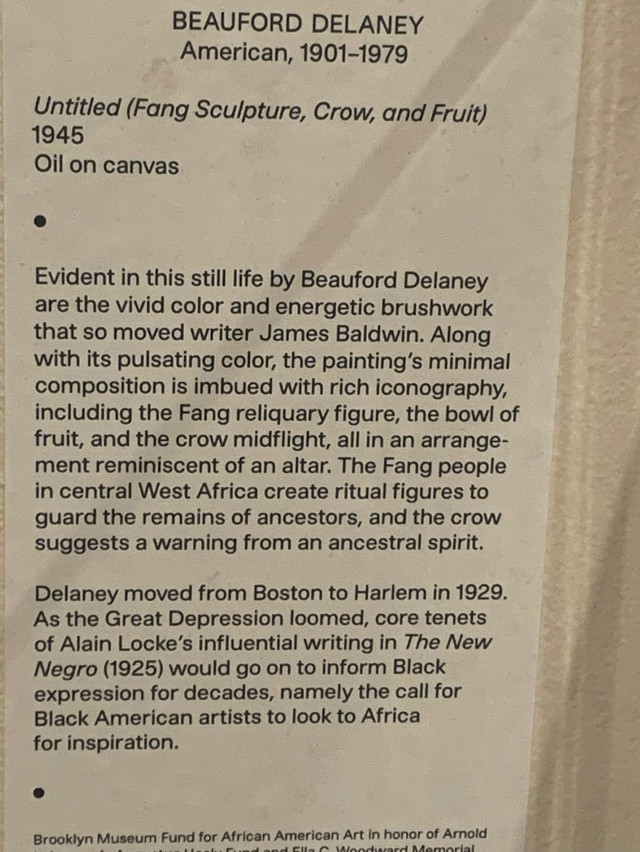 BEAUFORD DELANEY
American, 1901–1979
Untitled (Fang Sculpture, Crow, and Fruit)
1945
Oil on canvas
•
Evident in this still life by Beauford Delaney
are the vivid color and energetic brushwork
that so moved writer James Baldwin. Along
with its pulsating color, the painting's minimal
composition is imbued with rich iconography,
including the Fang reliquary figure, the bowl of
fruit, and the crow midflight, all in an arrange-
ment reminiscent of an altar. The Fang people
in central West Africa create ritual figures to
guard the remains of ancestors, and the crow
suggests a warning from an ancestral spirit.
Delaney moved from Boston to Harlem in 1929.
As the Great Depression loomed, core tenets
of Alain Locke's influential writing in The New
Negro (1925) would go on to inform Black
expression for decades, namely the call for
Black American artists to look to Africa
for inspiration.
•
Brooklyn Museum Fund for African American Art in honor of Arnold
Fund and Ella C. Woodward Memorial